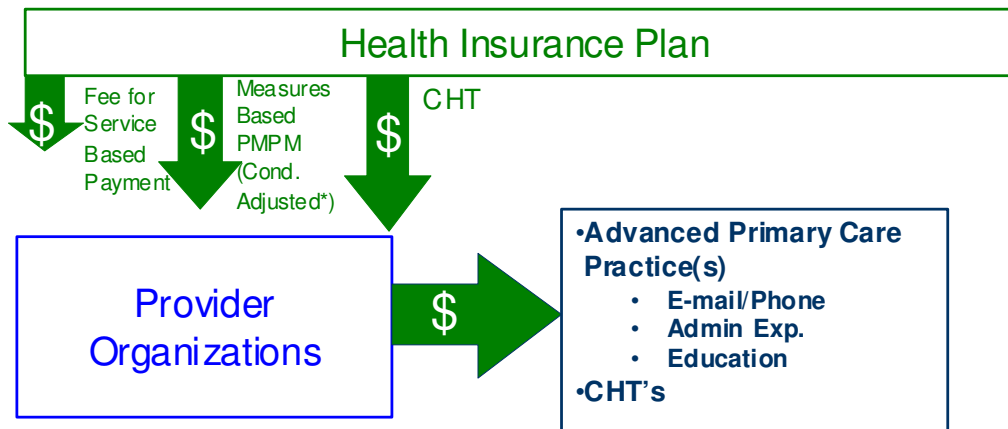 Health Insurance Plan
$
Fee for
Service
Based
Payment
$
Measures
Based
PMPM
(Cond.
Adjusted*)
$
CHT
Provider
Organizations
$
•Advanced Primary Care
Practice(s)
• E-mail/Phone
• Admin Exp.
• Education
•CHT's